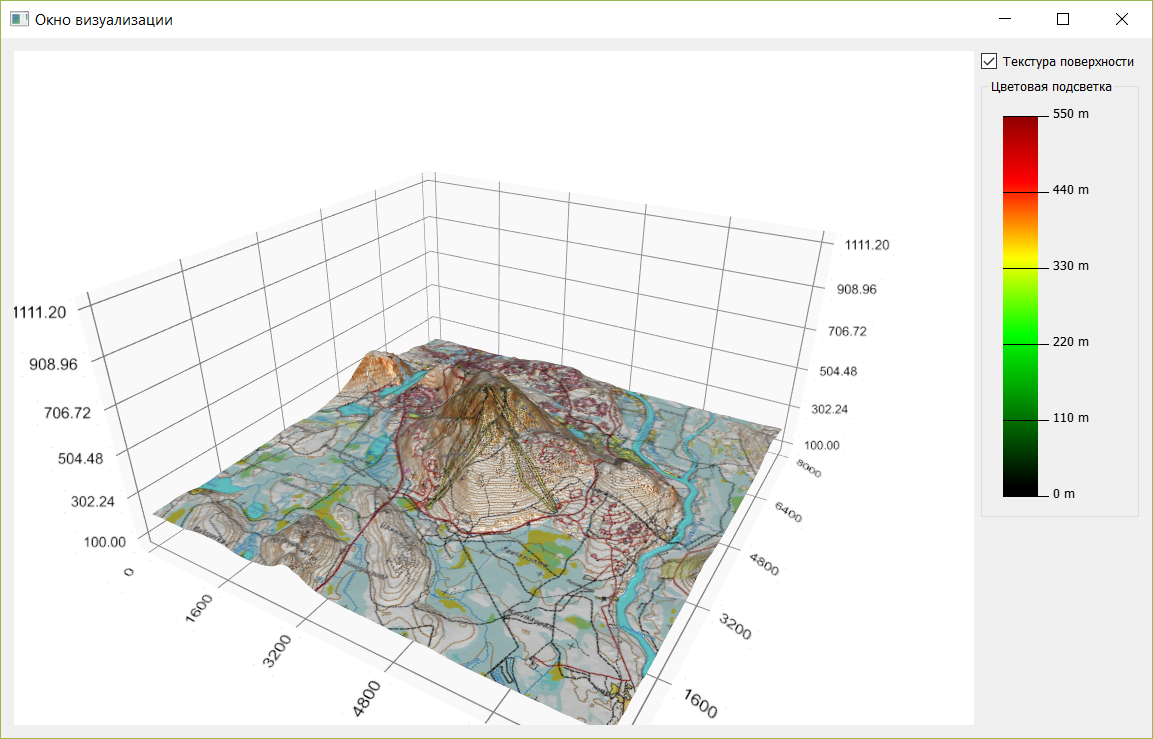 Окно визуализации
Текстура поверхности
Цветовая подсветка
550 m
440 m
330 m
220 m
110 m
0 m
1111.20
908.96
706.72
504.48
302.24
100.00
1111.20
908.96
706.72
504.48
302.24
100.00
0
1600
3200
4800
8000
6400
4800
3200
1600